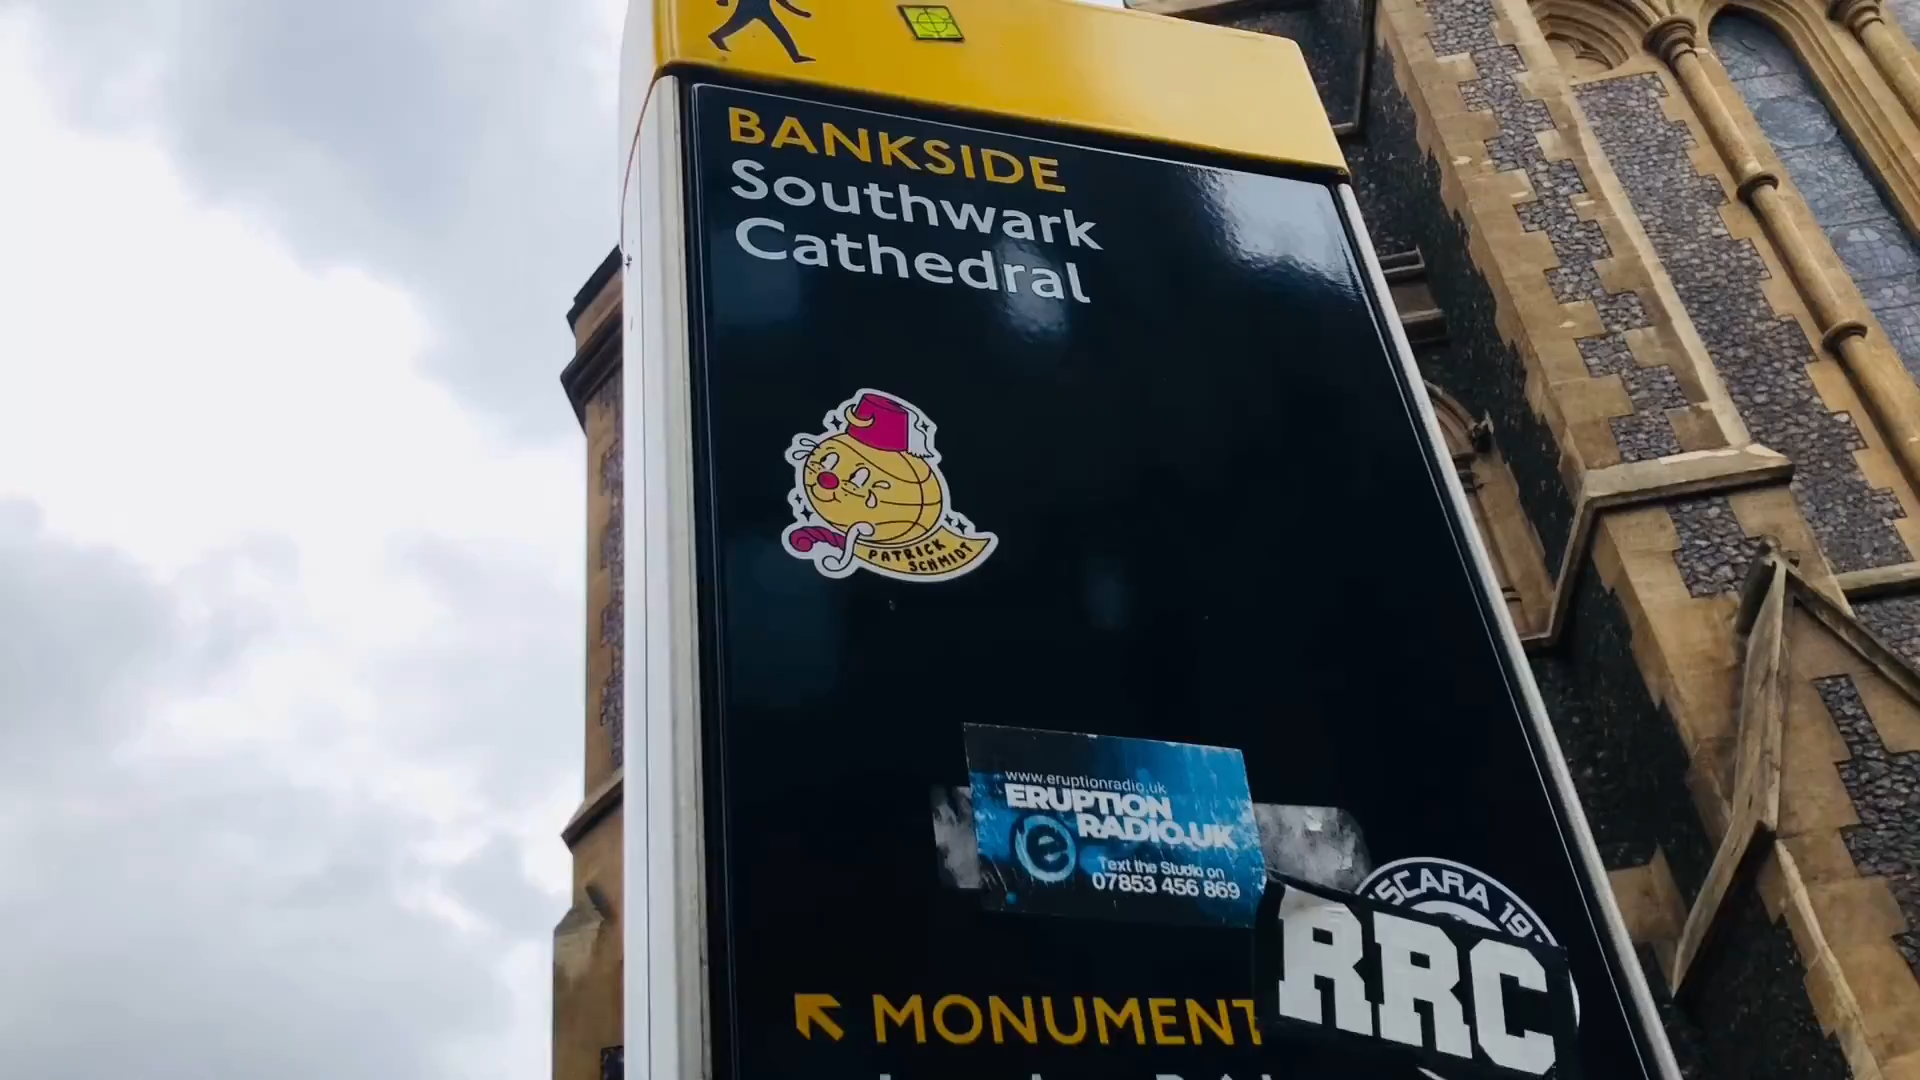 BANKSIDE
Southwark
Cathedral
PATRICK
SCHMIDT
www.eruptionradio.uk
ERUPTION
RADIO.UK
e
Text the Studio on
07853 456 869
SCARA 19
RRC
MONUMENT